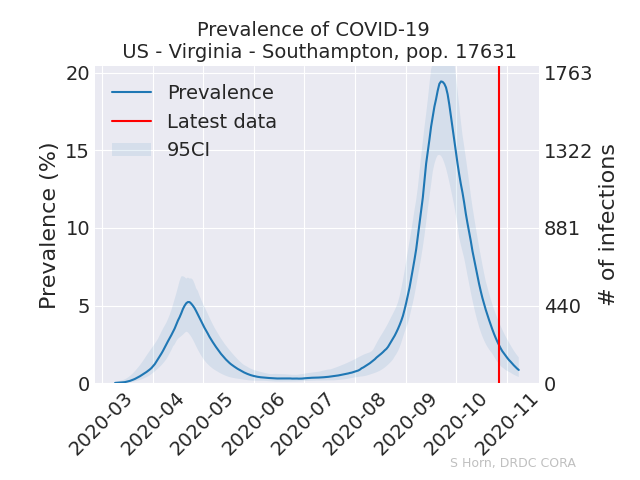 Prevalence of COVID-19
US - Virginia - Southampton, pop. 17631
Prevalence
Latest data
95CI
Prevalence (%)
20
15
10
5
0
1763
1322
881
440
0
# of infections
2020-03
2020-04
2020-05
2020-06
2020-07
2020-08
2020-09
2020-10
2020-11
S Horn, DRDC CORA